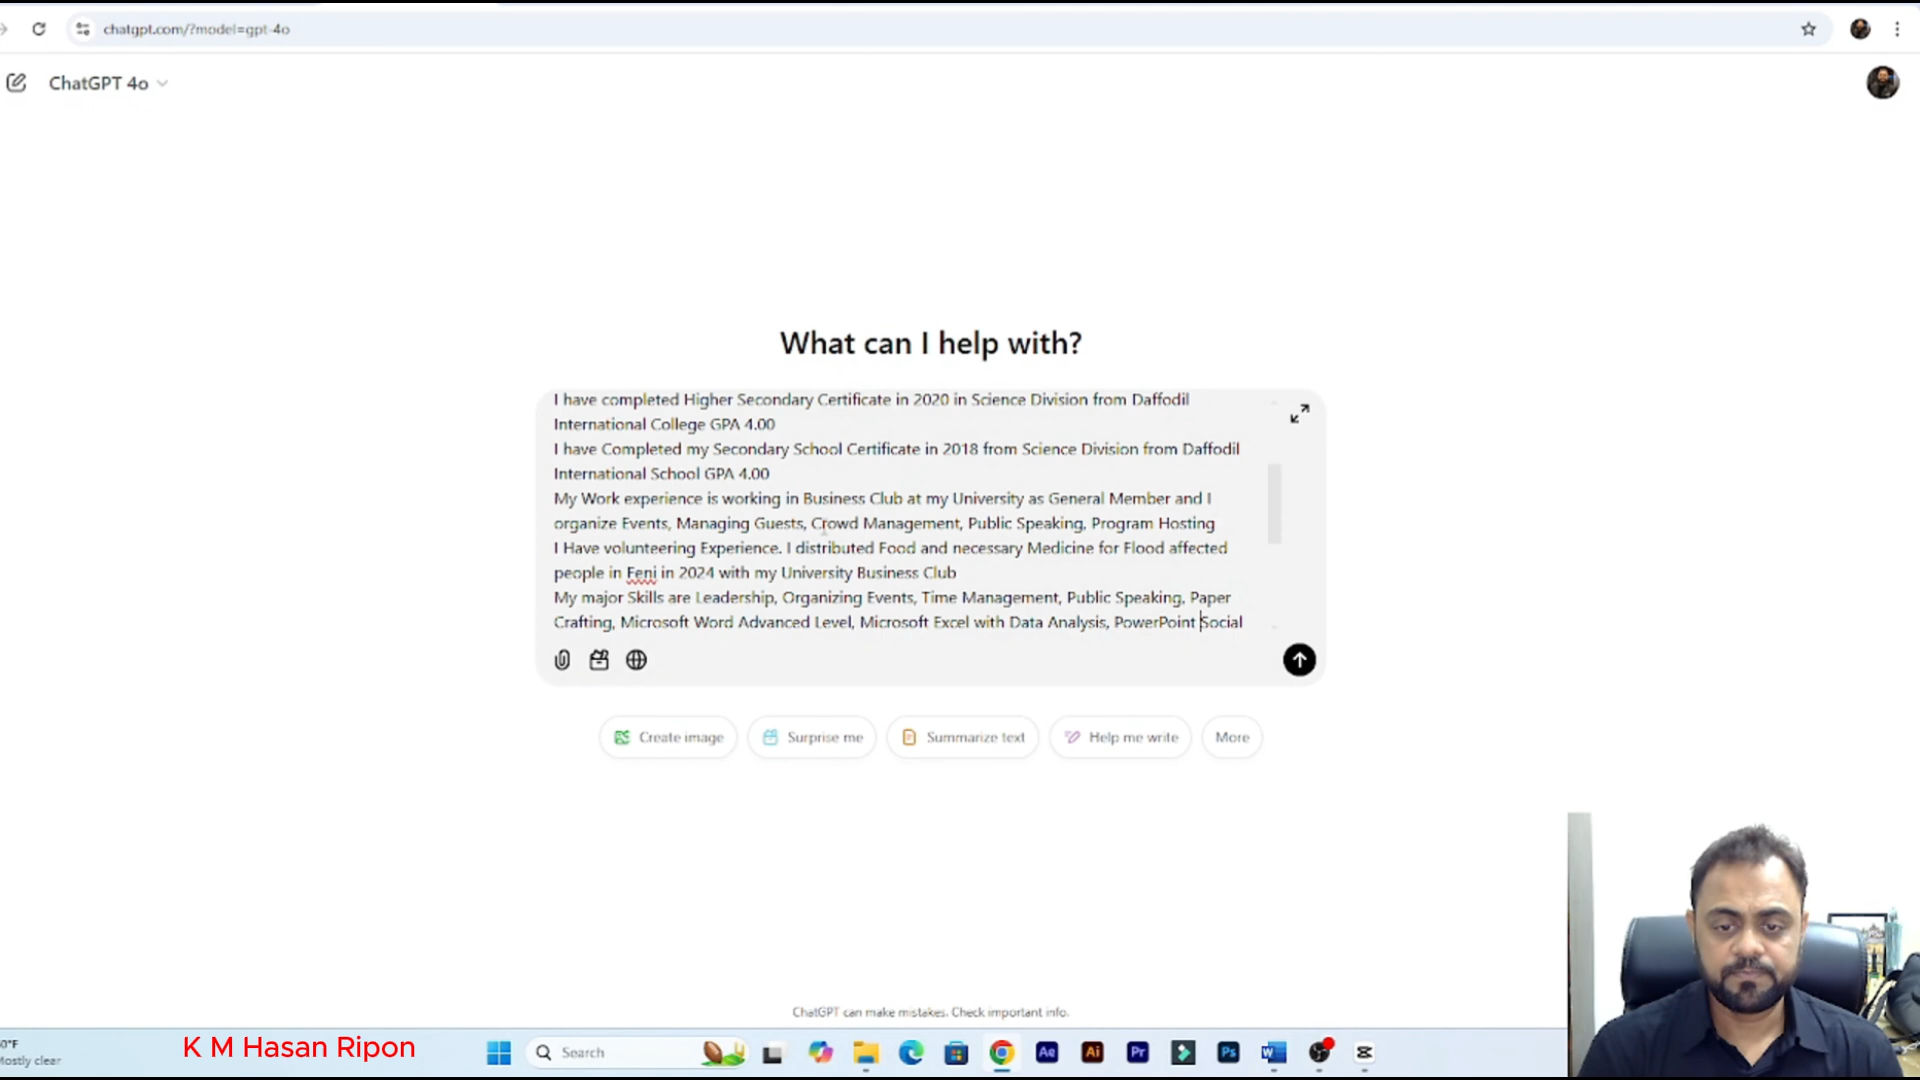 chatgpt.com/?model=gpt-4o
ChatGPT 4o
What can I help with?
I have completed Higher Secondary Certificate in 2020 in Science Division from Daffodil
International College GPA 4.00
I have Completed my Secondary School Certificate in 2018 from Science Division from Daffodil
International School GPA 4.00
My Work experience is working in Business Club at my University as General Member and I
organize Events, Managing Guests, Crowd Management, Public Speaking, Program Hosting
I Have volunteering Experience. I distributed Food and necessary Medicine for Flood affected
people in Feni in 2024 with my University Business Club
My major Skills are Leadership, Organizing Events, Time Management, Public Speaking, Paper
Crafting, Microsoft Word Advanced Level, Microsoft Excel with Data Analysis, PowerPoint Social
Create image
Surprise me
Summarize text
Help me write
More
ChatGPT can make mistakes. Check important info.
0°F
Mostly clear
K M Hasan Ripon
Search
Ae
Ai
Pr
Ps
W